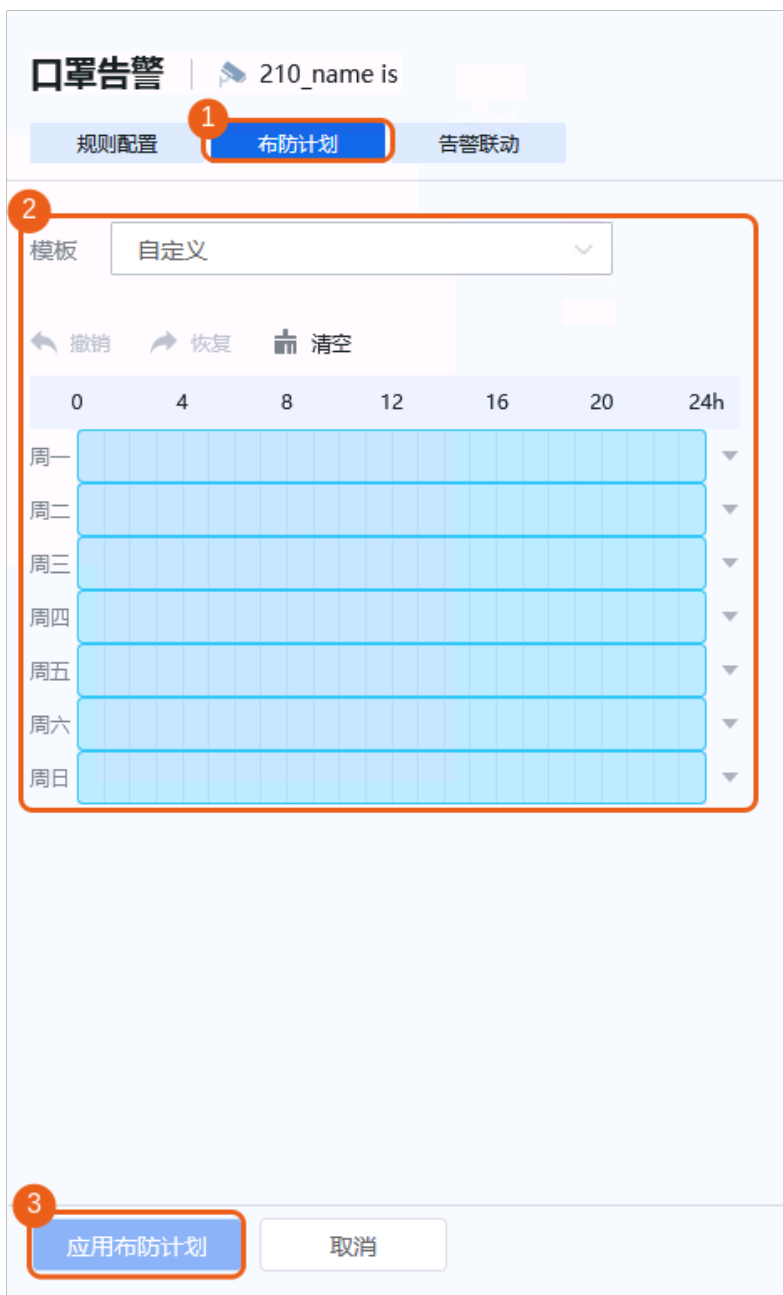 口罩告警 210_name is
1
规则配置 布防计划 告警联动
2
模板 自定义
撤销 恢复 清空
0 4 8 12 16 20 24h
周一
周二
周三
周四
周五
周六
周日
3
应用布防计划 取消